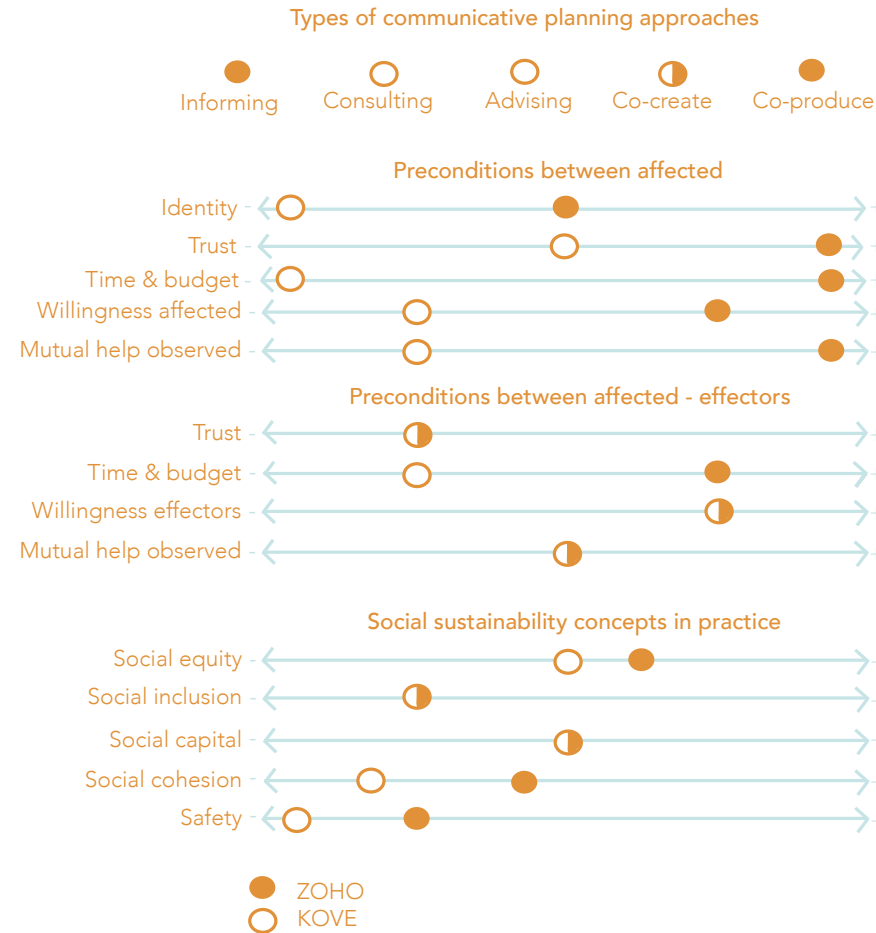 Types of communicative planning approaches
Informing
Consulting
Advising
Co-create
Co-produce
Preconditions between affected
Identity
Trust
Time & budget
Willingness affected
Mutual help observed
Preconditions between affected - effectors
Trust
Time & budget
Willingness effectors
Mutual help observed
Social sustainability concepts in practice
Social equity
Social inclusion
Social capital
Social cohesion
Safety
ZOHO
KOVE